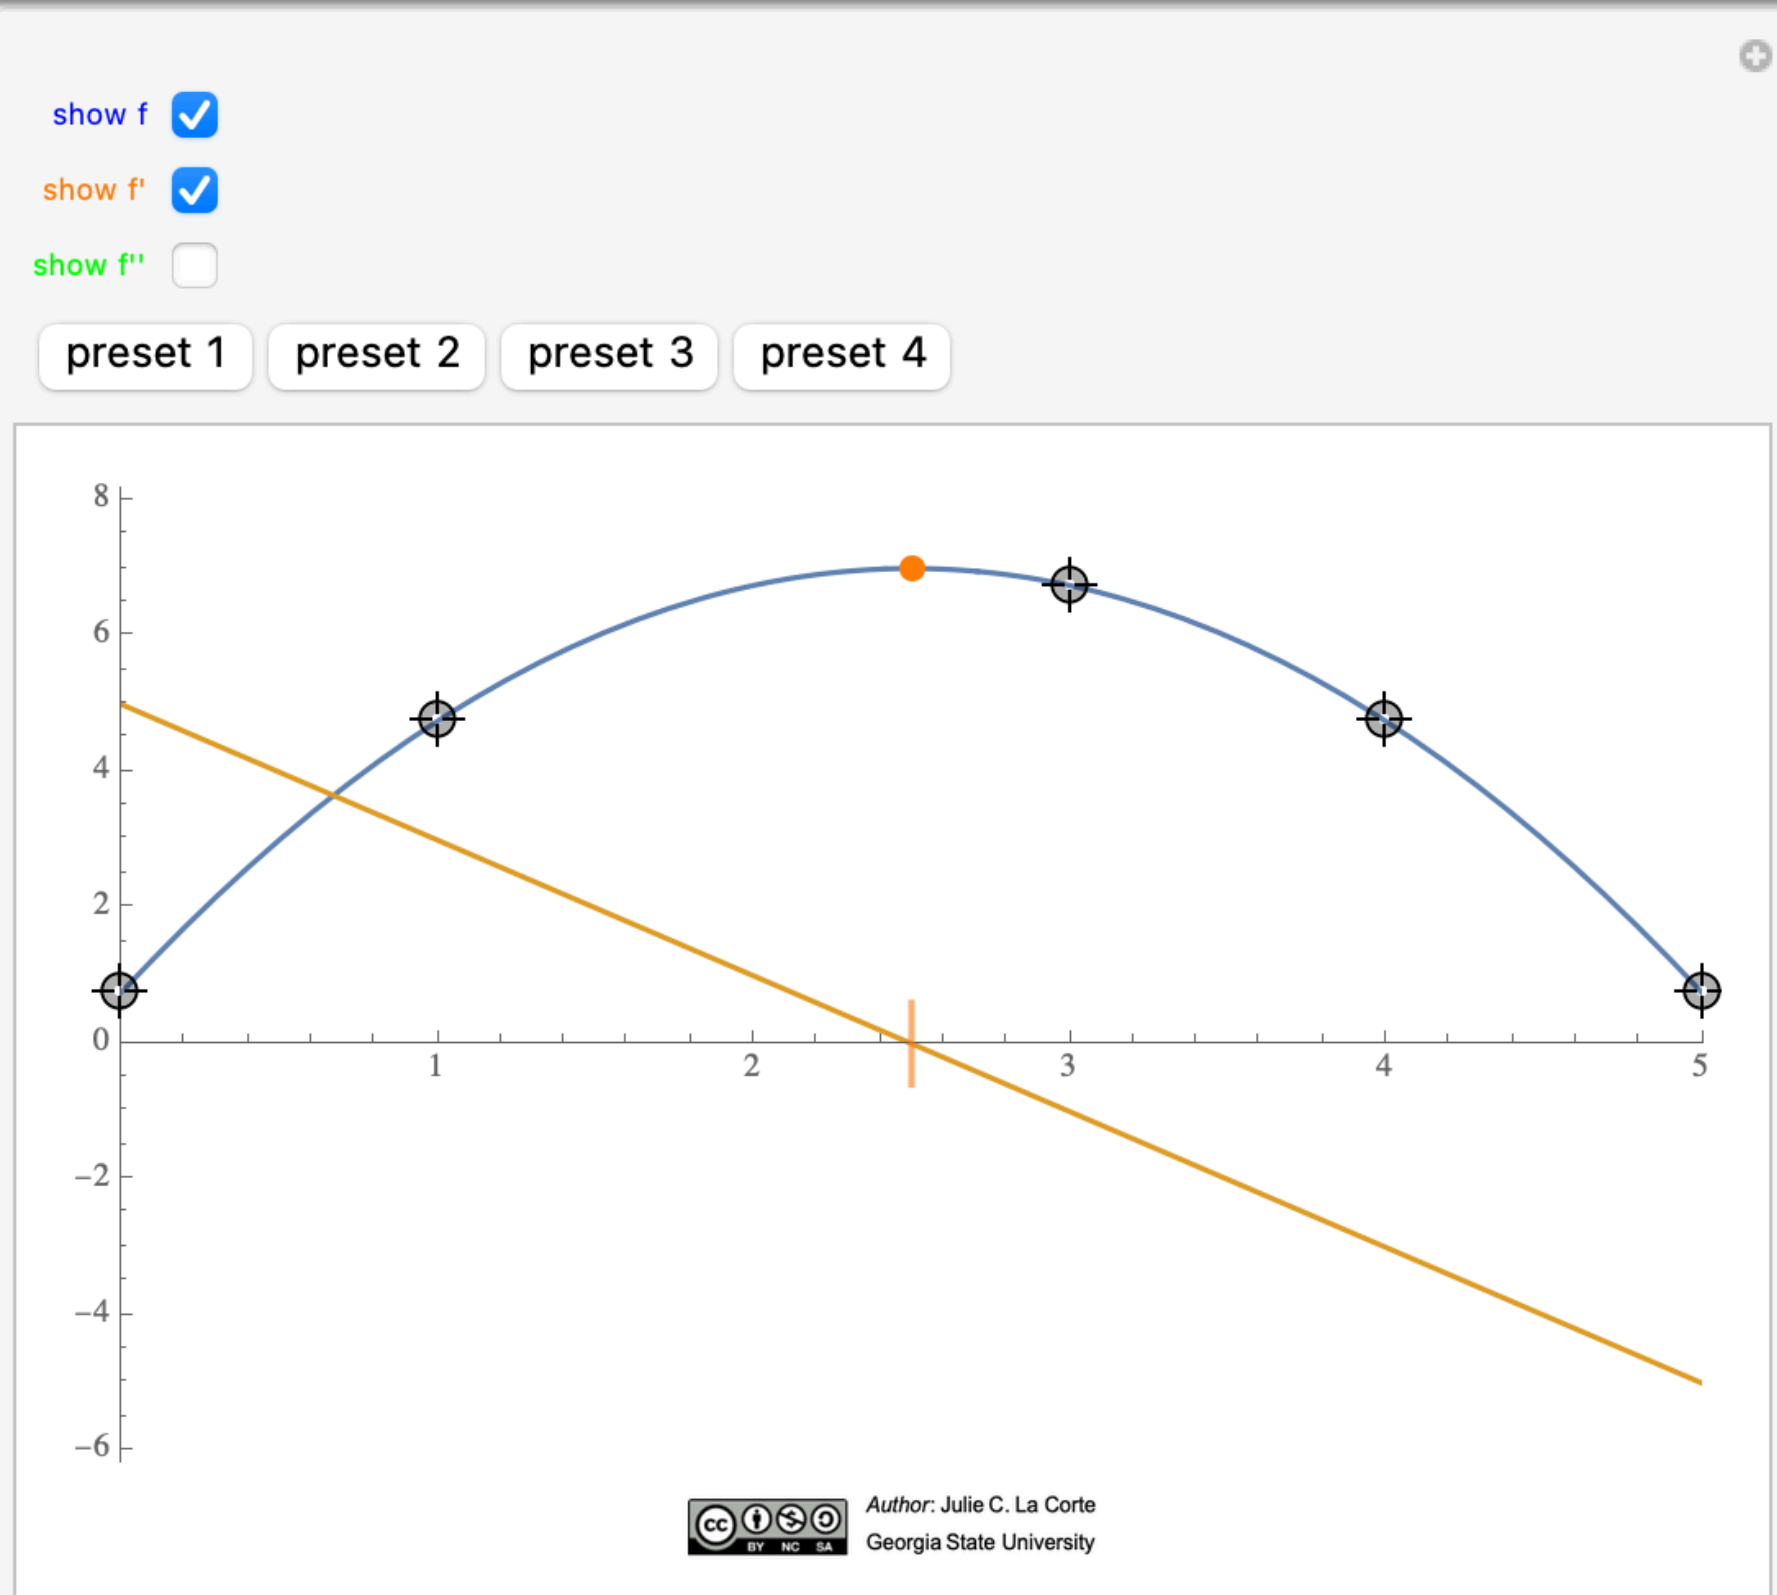 show f
show f'
show f''
preset 1 preset 2 preset 3 preset 4
8
6
4
2
0
1 2 3 4 5
−2
−4
−6
Author: Julie C. La Corte
Georgia State University
cc BY NC SA